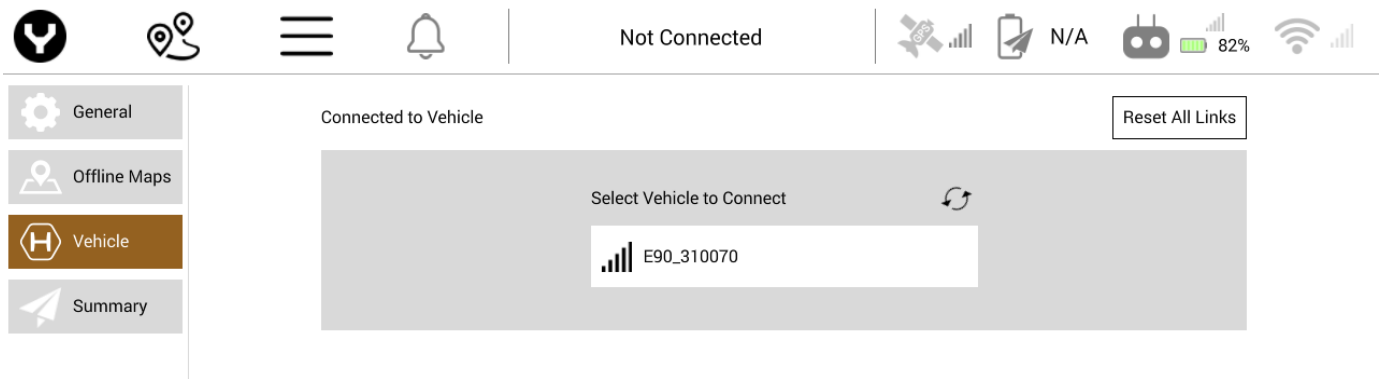 Not Connected
GPS
N/A
82%
General
Connected to Vehicle
Reset All Links
Offline Maps
Select Vehicle to Connect
Vehicle
E90_310070
Summary